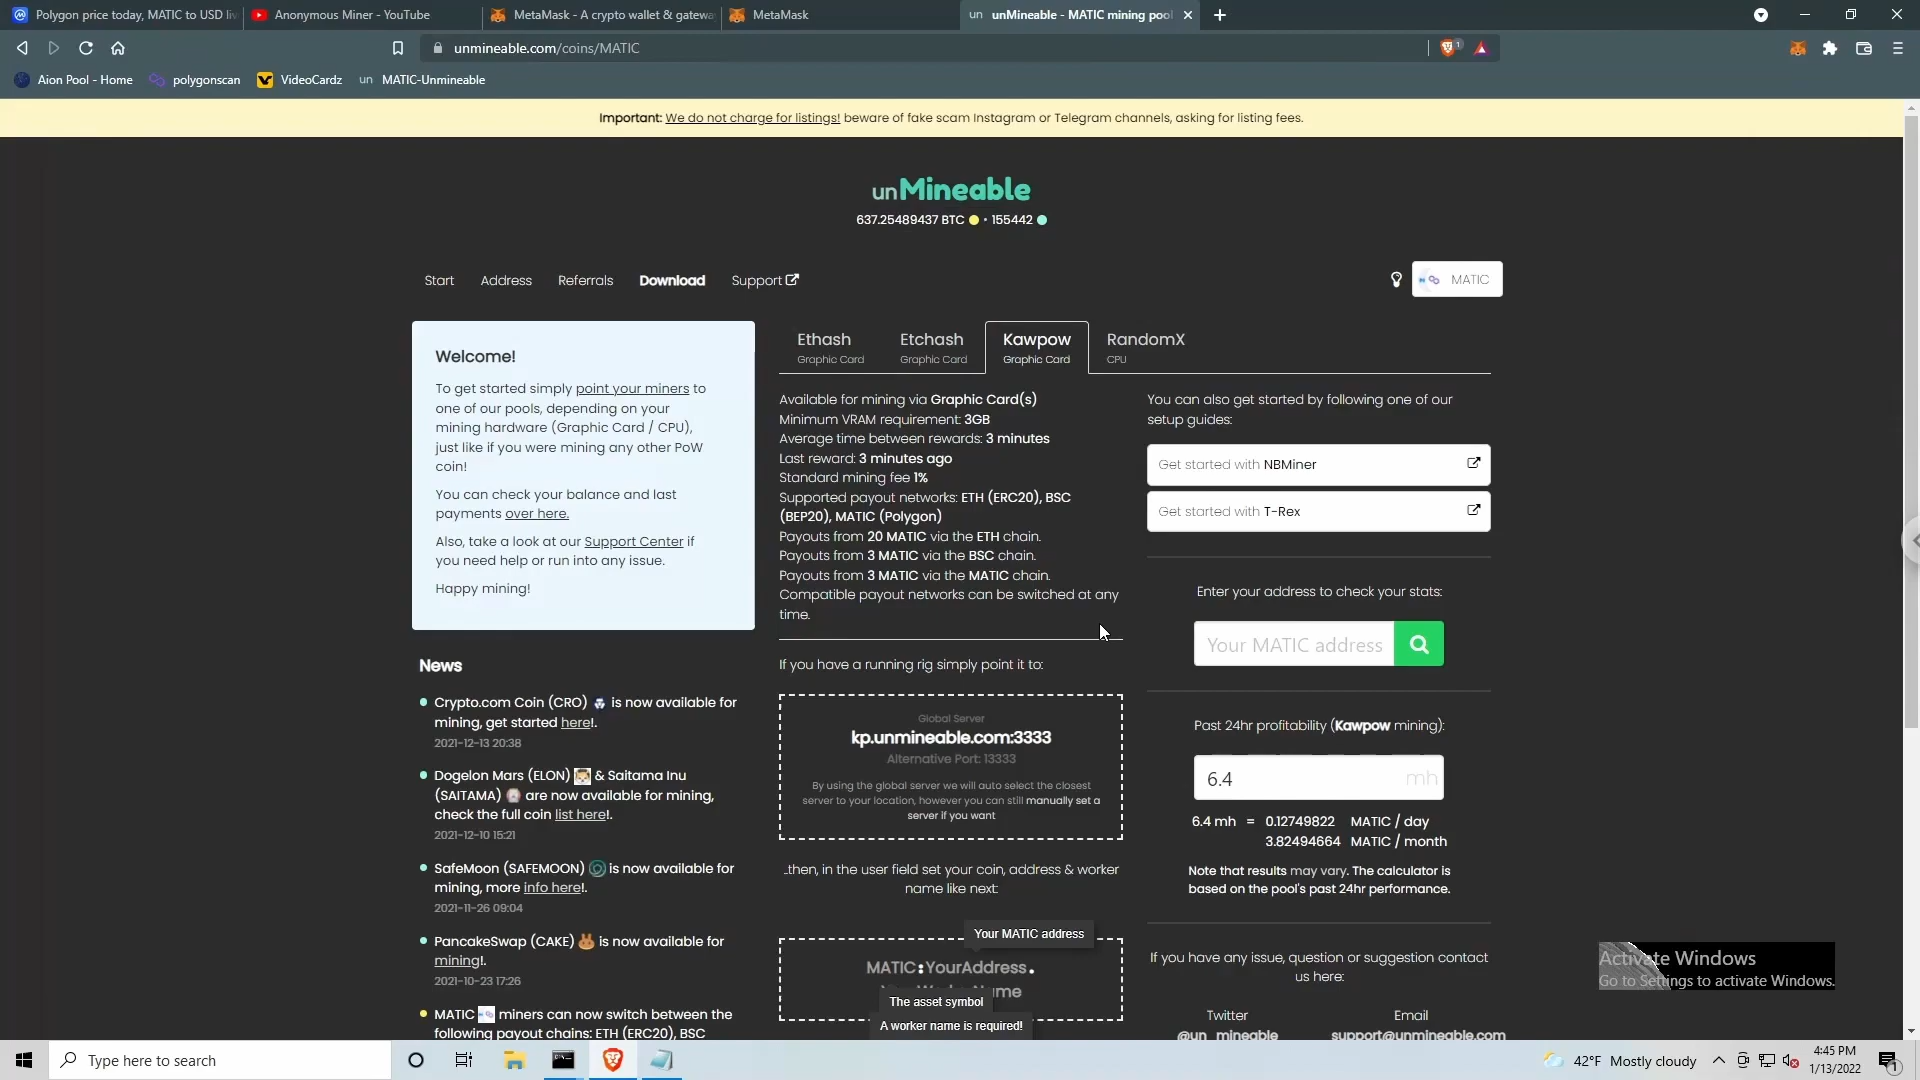 Polygon price today, MATIC to USD li
Anonymous Miner - YouTube
MetaMask - A crypto wallet & gatewa
MetaMask
un unMineable - MATIC mining pool
unmineable.com/coins/MATIC
1
Aion Pool - Home
polygonscan
VideoCardz
un MATIC-Unmineable
Important: We do not charge for listings! beware of fake scam Instagram or Telegram channels, asking for listing fees.
unMineable
637.25489437 BTC • 155442
Start
Address
Referrals
Download
Support
MATIC
Welcome!
To get started simply point your miners to
one of our pools, depending on your
mining hardware (Graphic Card / CPU),
just like if you were mining any other PoW
coin!
You can check your balance and last
payments over here.
Also, take a look at our Support Center if
you need help or run into any issue.
Happy mining!
News
Crypto.com Coin (CRO) is now available for
mining, get started here!.
2021-12-13 20:38
Dogelon Mars (ELON) & Saitama Inu
(SAITAMA) are now available for mining,
check the full coin list here!.
2021-12-10 15:21
SafeMoon (SAFEMOON) is now available for
mining, more info here!.
2021-11-26 09:04
PancakeSwap (CAKE) is now available for
mining!.
2021-10-23 17:26
MATIC miners can now switch between the
following payout chains: ETH (ERC20), BSC
Ethash
Graphic Card
Etchash
Graphic Card
Kawpow
Graphic Card
RandomX
CPU
Available for mining via Graphic Card(s)
Minimum VRAM requirement: 3GB
Average time between rewards: 3 minutes
Last reward: 3 minutes ago
Standard mining fee 1%
Supported payout networks: ETH (ERC20), BSC
(BEP20), MATIC (Polygon)
Payouts from 20 MATIC via the ETH chain.
Payouts from 3 MATIC via the BSC chain.
Payouts from 3 MATIC via the MATIC chain.
Compatible payout networks can be switched at any
time.
If you have a running rig simply point it to:
Global Server
kp.unmineable.com:3333
Alternative Port: 13333
By using the global server we will auto select the closest
server to your location, however you can still manually set a
server if you want
...then, in the user field set your coin, address & worker
name like next:
Your MATIC address
MATIC:YourAddress.
me
The asset symbol
A worker name is required!
You can also get started by following one of our
setup guides:
Get started with NBMiner
Get started with T-Rex
Enter your address to check your stats:
Your MATIC address
Past 24hr profitability (Kawpow mining):
6.4 mh
6.4 mh = 0.12749822 MATIC / day
3.82494664 MATIC / month
Note that results may vary. The calculator is
based on the pool's past 24hr performance.
If you have any issue, question or suggestion contact
us here:
Twitter
@un_mineable
Email
support@unmineable.com
Activate Windows
Go to Settings to activate Windows.
Type here to search
42°F Mostly cloudy
4:45 PM
1/13/2022
1